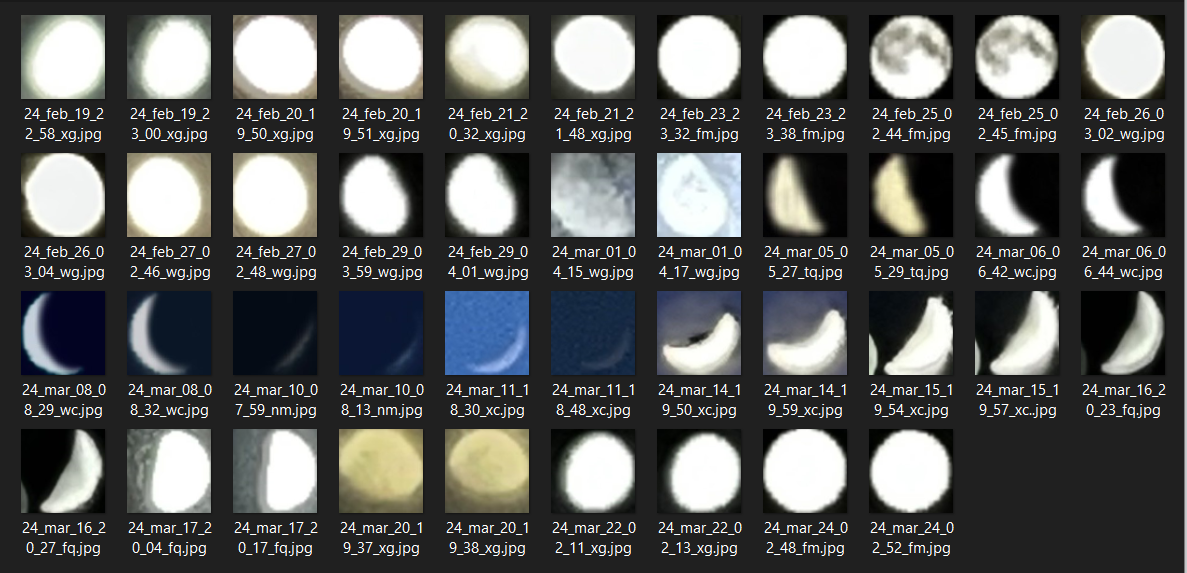 24_feb_19_2
2_58_xg.jpg
24_feb_19_2
3_00_xg.jpg
24_feb_20_1
9_50_xg.jpg
24_feb_20_1
9_51_xg.jpg
24_feb_21_2
0_32_xg.jpg
24_feb_21_2
1_48_xg.jpg
24_feb_23_2
3_32_fm.jpg
24_feb_23_2
3_38_fm.jpg
24_feb_25_0
2_44_fm.jpg
24_feb_25_0
2_45_fm.jpg
24_feb_26_0
3_02_wg.jpg
24_feb_26_0
3_04_wg.jpg
24_feb_27_0
2_46_wg.jpg
24_feb_27_0
2_48_wg.jpg
24_feb_29_0
3_59_wg.jpg
24_feb_29_0
4_01_wg.jpg
24_mar_01_0
4_15_wg.jpg
24_mar_01_0
4_17_wg.jpg
24_mar_05_0
5_27_tq.jpg
24_mar_05_0
5_29_tq.jpg
24_mar_06_0
6_42_wc.jpg
24_mar_06_0
6_44_wc.jpg
24_mar_08_0
8_29_wc.jpg
24_mar_08_0
8_32_wc.jpg
24_mar_10_0
7_59_nm.jpg
24_mar_10_0
8_13_nm.jpg
24_mar_11_1
8_30_xc.jpg
24_mar_11_1
8_48_xc.jpg
24_mar_14_1
9_50_xc.jpg
24_mar_14_1
9_59_xc.jpg
24_mar_15_1
9_54_xc.jpg
24_mar_15_1
9_57_xc..jpg
24_mar_16_2
0_23_fq.jpg
24_mar_16_2
0_27_fq.jpg
24_mar_17_2
0_04_fq.jpg
24_mar_17_2
0_17_fq.jpg
24_mar_20_1
9_37_xg.jpg
24_mar_20_1
9_38_xg.jpg
24_mar_22_0
2_11_xg.jpg
24_mar_22_0
2_13_xg.jpg
24_mar_24_0
2_48_fm.jpg
24_mar_24_0
2_52_fm.jpg